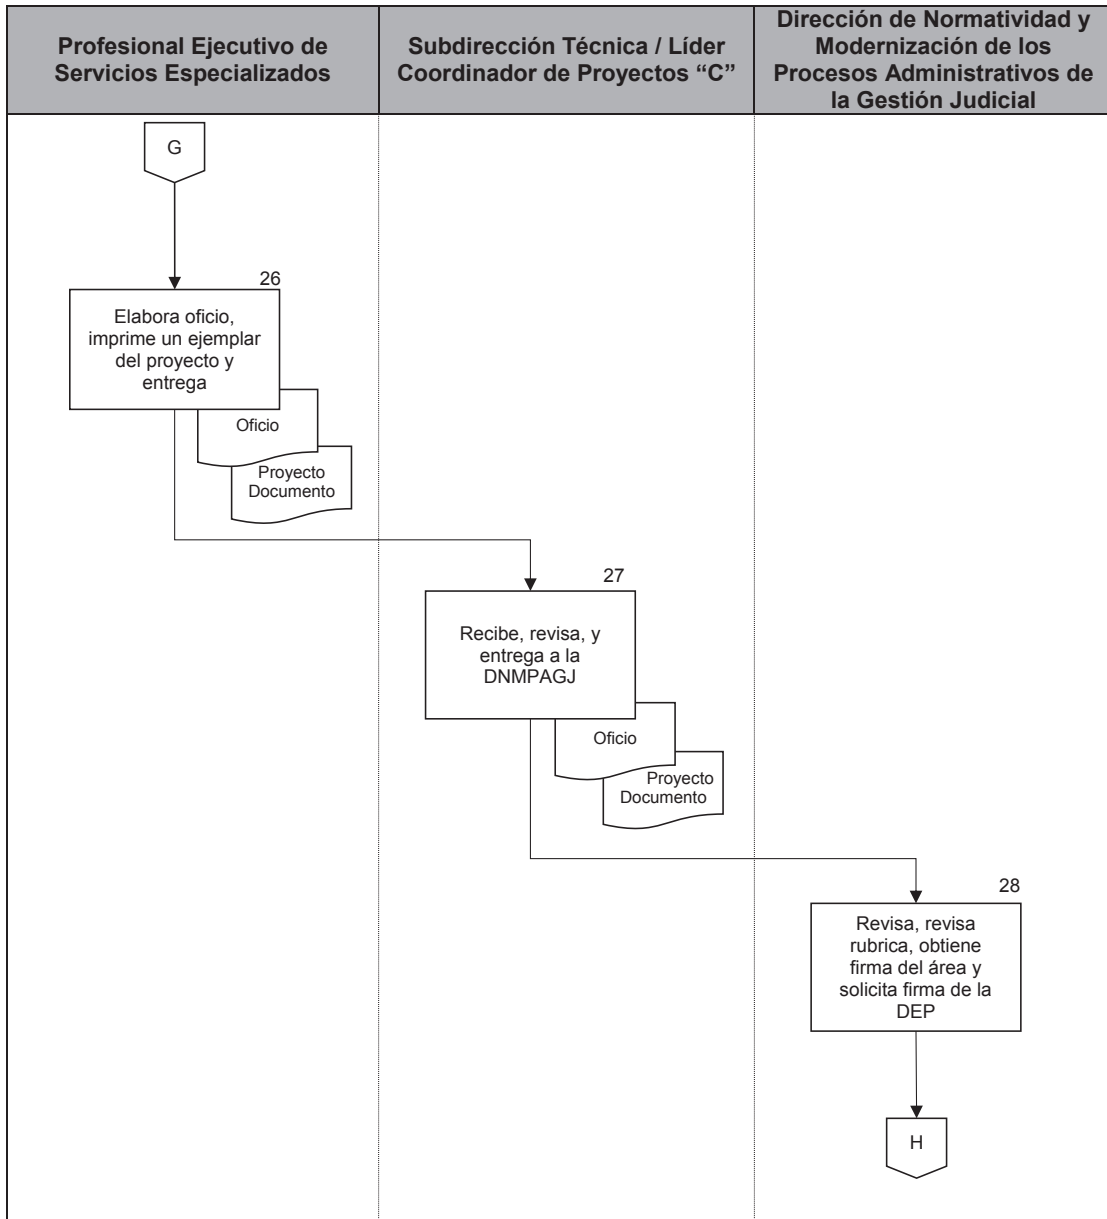 Profesional Ejecutivo de
Servicios Especializados
Subdirección Técnica / Líder
Coordinador de Proyectos “C”
Dirección de Normatividad y
Modernización de los
Procesos Administrativos de
la Gestión Judicial
G
26
Elabora oficio,
imprime un ejemplar
del proyecto y
entrega
Oficio
Proyecto
Documento
27
Recibe, revisa, y
entrega a la
DNMPAGJ
Oficio
Proyecto
Documento
28
Revisa, revisa
rubrica, obtiene
firma del área y
solicita firma de la
DEP
H